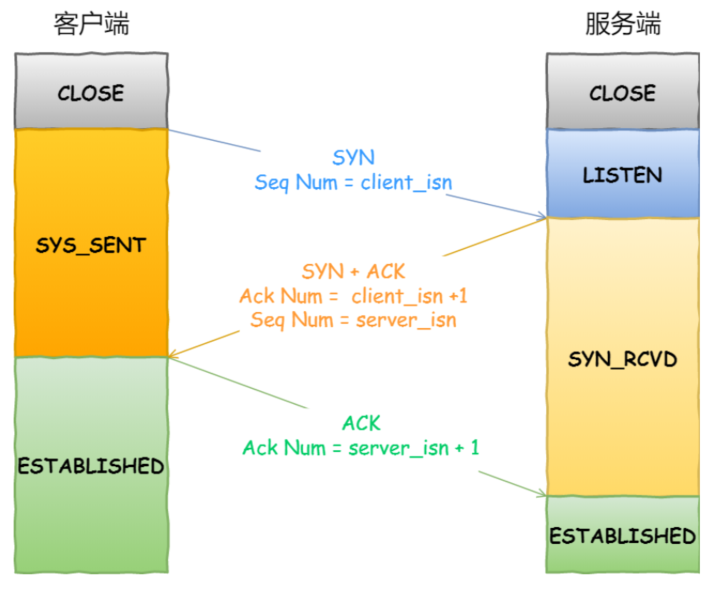 客户端
服务端
CLOSE
CLOSE
SYN
Seq Num = client_isn
LISTEN
SYS_SENT
SYN + ACK
Ack Num =  client_isn +1
Seq Num = server_isn
SYN_RCVD
ACK
Ack Num = server_isn + 1
ESTABLISHED
ESTABLISHED